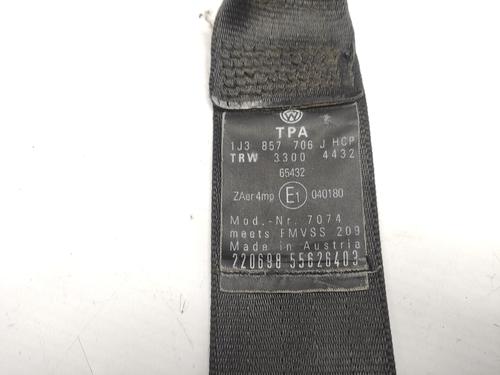 TPA
1J3 857 706 J HCP
TRW 3300 4432
65432
ZAer4mp E1 040180
Mod.-Nr. 7074
meets FMVSS 209
Made in Austria
220698 55626403